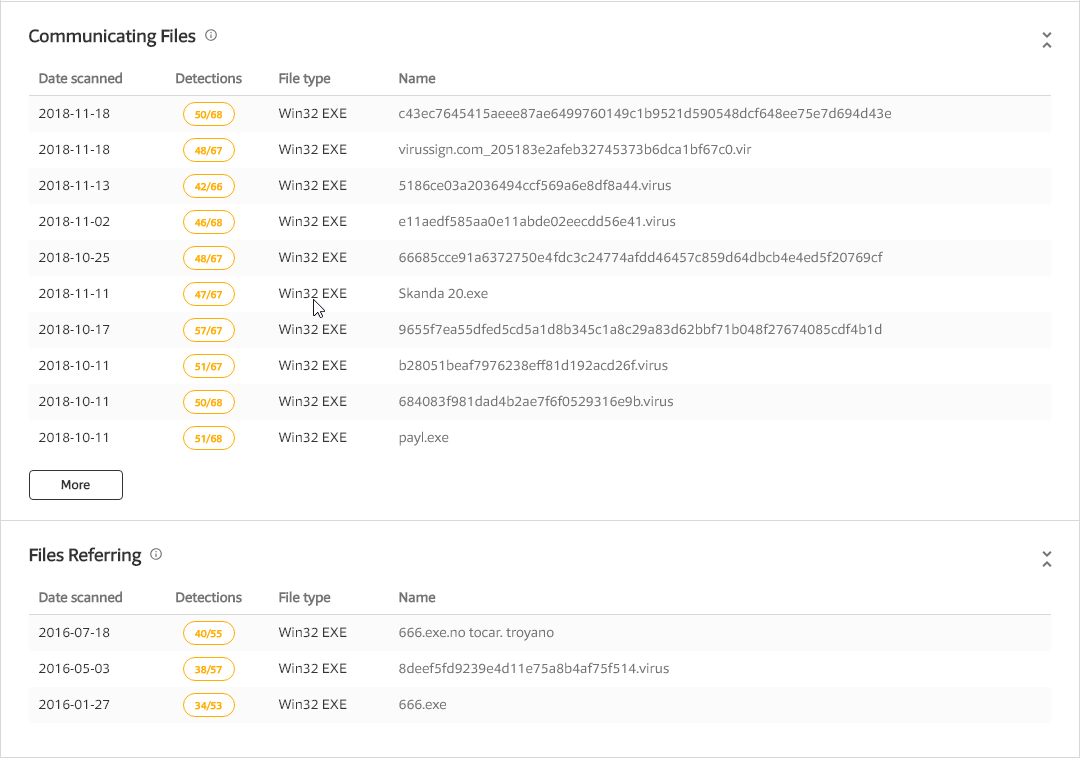 Communicating Files
Date scanned Detections File type Name
2018-11-18 50/68 Win32 EXE c43ec7645415aeee87ae6499760149c1b9521d590548dcf648ee75e7d694d43e
2018-11-18 48/67 Win32 EXE virussign.com_205183e2afeb32745373b6dca1bf67c0.vir
2018-11-13 42/66 Win32 EXE 5186ce03a2036494ccf569a6e8df8a44.virus
2018-11-02 46/68 Win32 EXE e11aedf585aa0e11abde02eecdd56e41.virus
2018-10-25 48/67 Win32 EXE 66685cce91a6372750e4fdc3c24774afdd46457c859d64dbcb4e4ed5f20769cf
2018-11-11 47/67 Win32 EXE Skanda 20.exe
2018-10-17 57/67 Win32 EXE 9655f7ea55dfed5cd5a1d8b345c1a8c29a83d62bbf71b048f27674085cdf4b1d
2018-10-11 51/67 Win32 EXE b28051beaf7976238eff81d192acd26f.virus
2018-10-11 50/68 Win32 EXE 684083f981dad4b2ae7f6f0529316e9b.virus
2018-10-11 51/68 Win32 EXE payl.exe
More
Files Referring
Date scanned Detections File type Name
2016-07-18 40/55 Win32 EXE 666.exe.no tocar. troyano
2016-05-03 38/57 Win32 EXE 8deef5fd9239e4d11e75a8b4af75f514.virus
2016-01-27 34/53 Win32 EXE 666.exe